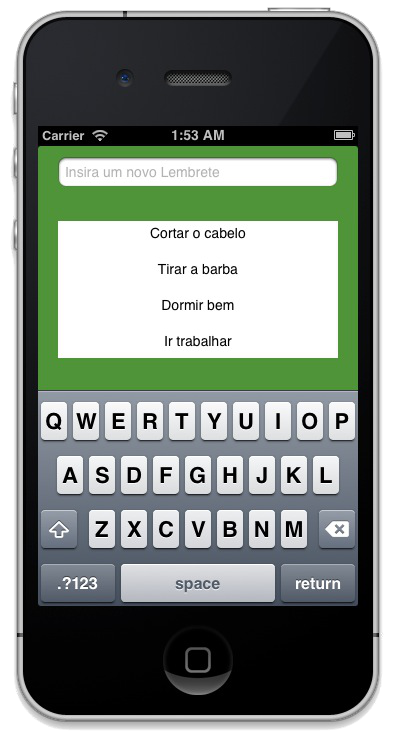 Carrier 1:53 AM
Insira um novo Lembrete
Cortar o cabelo
Tirar a barba
Dormir bem
Ir trabalhar
Q W E R T Y U I O P
A S D F G H J K L
Z X C V B N M
.?123 space return